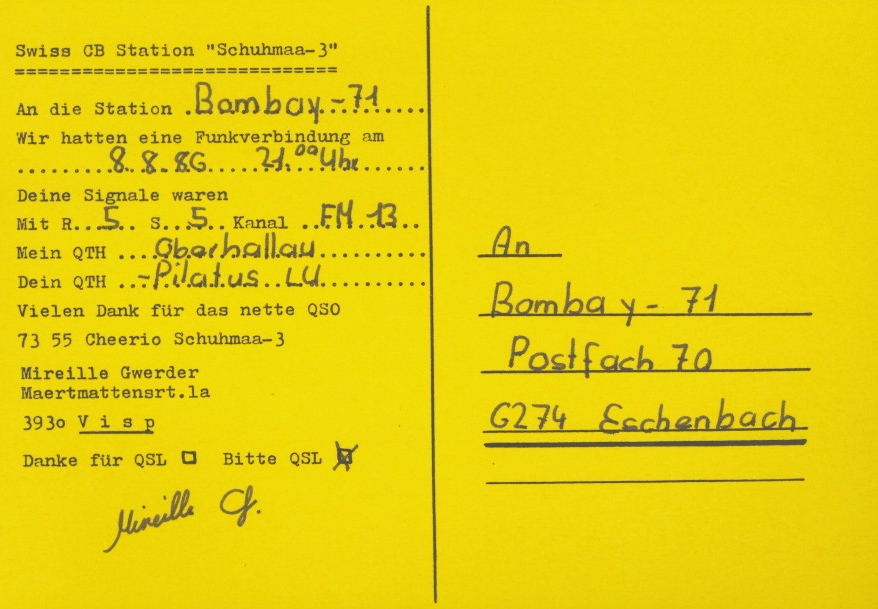 Swiss CB Station "Schuhmaa-3"
=============================
An die Station .Bombay-71.....
Wir hatten eine Funkverbindung am
.........8.8.86....21.00 Uhr.......
Deine Signale waren
Mit R...5.. S...5.. Kanal ..FM 13..
Mein QTH ....Oberhallau............
Dein QTH ..-Pilatus LU............
Vielen Dank für das nette QSO
73 55 Cheerio Schuhmaa-3
Mireille Gwerder
Maertmattensrt.1a
393o V i s p
Danke für QSL □ Bitte QSL ☒
Mireille G.
An
Bombay - 71
Postfach 70
6274 Eschenbach